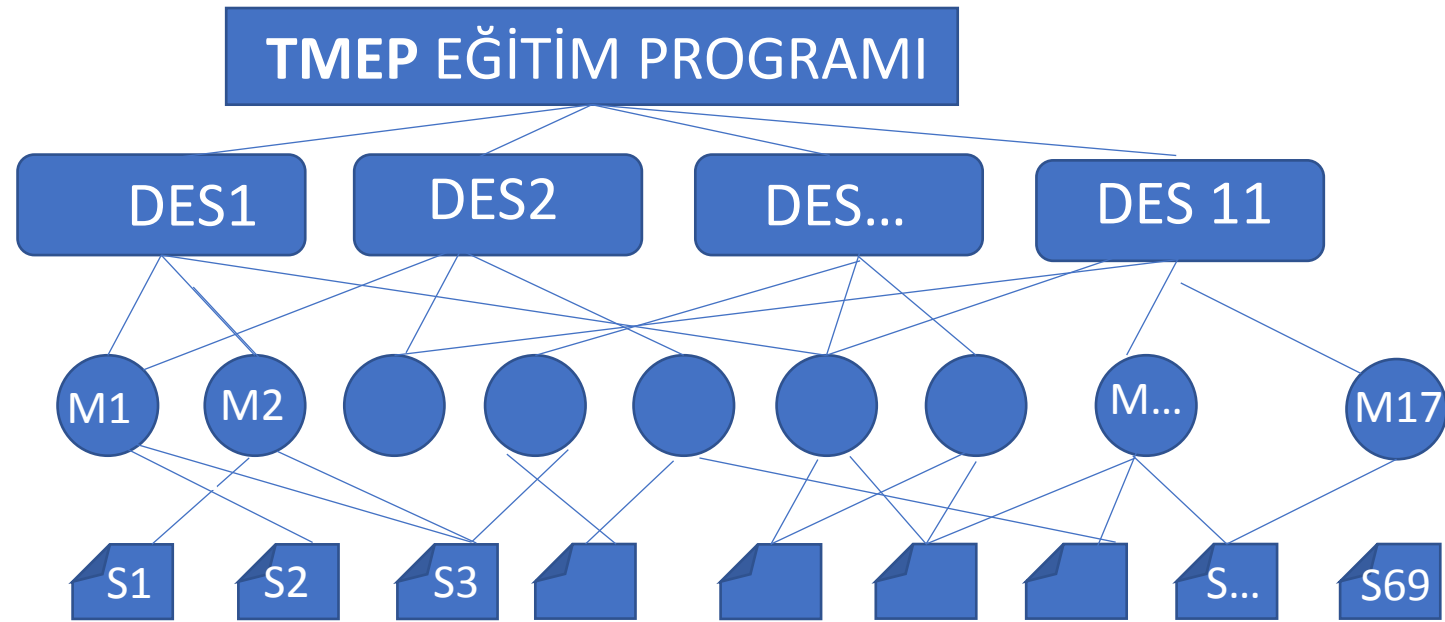 TMEP EĞİTİM PROGRAMI
DES1
DES2
DES...
DES 11
M1
M2
M...
M17
S1
S2
S3
S...
S69